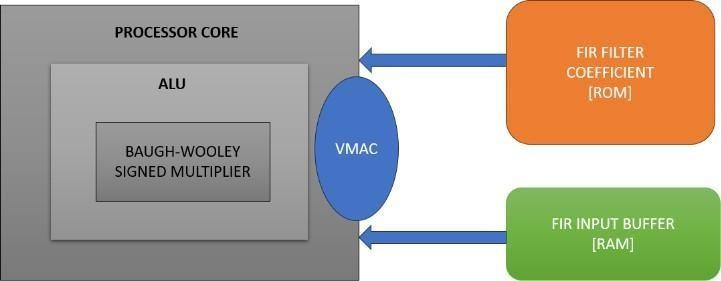 PROCESSOR CORE
ALU
BAUGH-WOOLEY
SIGNED MULTIPLIER
VMAC
FIR FILTER
COEFFICIENT
[ROM]
FIR INPUT BUFFER
[RAM]